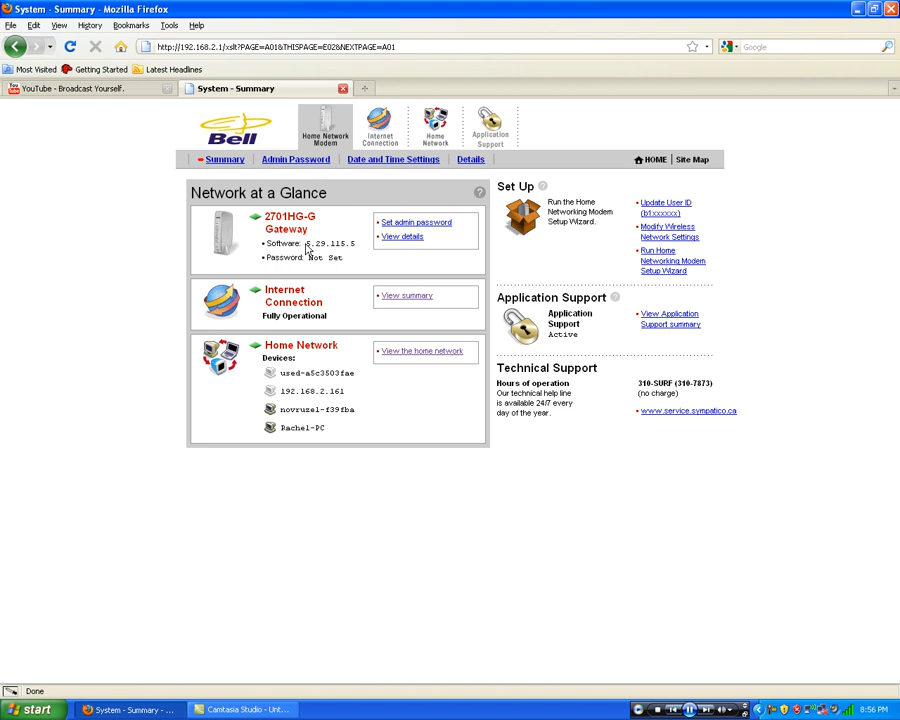 System - Summary - Mozilla Firefox
File Edit View History Bookmarks Tools Help
http://192.168.2.1/xslt?PAGE=A01&THISPAGE=E02&NEXTPAGE=A01
Google
Most Visited Getting Started Latest Headlines
You Tube YouTube - Broadcast Yourself.
System - Summary
Bell
Home Network Modem
Internet Connection
Home Network
Application Support
Summary Admin Password Date and Time Settings Details HOME | Site Map
Network at a Glance
2701HG-G
Gateway
Software: 5.29.115.5
Password: Not Set
Set admin password
View details
Internet
Connection
Fully Operational
View summary
Home Network
Devices:
used-a5c3503fae
192.168.2.161
novruzel-f39fba
Rachel-PC
View the home network
Set Up
Run the Home
Networking Modem
Setup Wizard.
Update User ID
(b1xxxxxx)
Modify Wireless
Network Settings
Run Home
Networking Modem
Setup Wizard
Application Support
Application
Support
Active
View Application
Support summary
Technical Support
Hours of operation
Our technical help line
is available 24/7 every
day of the year.
310-SURF (310-7873)
(no charge)
www.service.sympatico.ca
Done
start
System - Summary - ...
Camtasia Studio - Unt...
8:56 PM